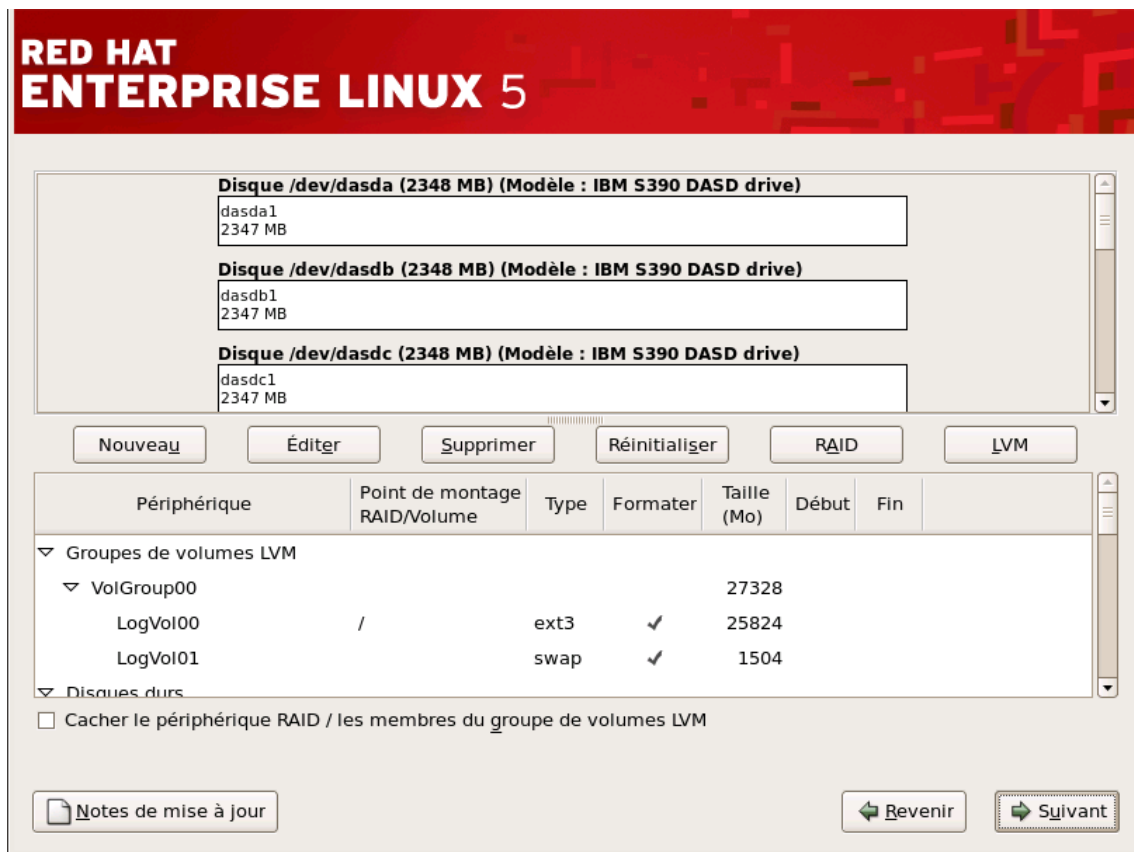 RED HAT
ENTERPRISE LINUX 5
Disque /dev/dasda (2348 MB) (Modèle : IBM S390 DASD drive)
dasda1
2347 MB
Disque /dev/dasdb (2348 MB) (Modèle : IBM S390 DASD drive)
dasdb1
2347 MB
Disque /dev/dasdc (2348 MB) (Modèle : IBM S390 DASD drive)
dasdc1
2347 MB
Nouveau Éditer Supprimer Réinitialiser RAID LVM
Périphérique Point de montage RAID/Volume Type Formater Taille (Mo) Début Fin
Groupes de volumes LVM
VolGroup00 27328
LogVol00 / ext3 25824
LogVol01 swap 1504
Disques durs
Cacher le périphérique RAID / les membres du groupe de volumes LVM
Notes de mise à jour Revenir Suivant